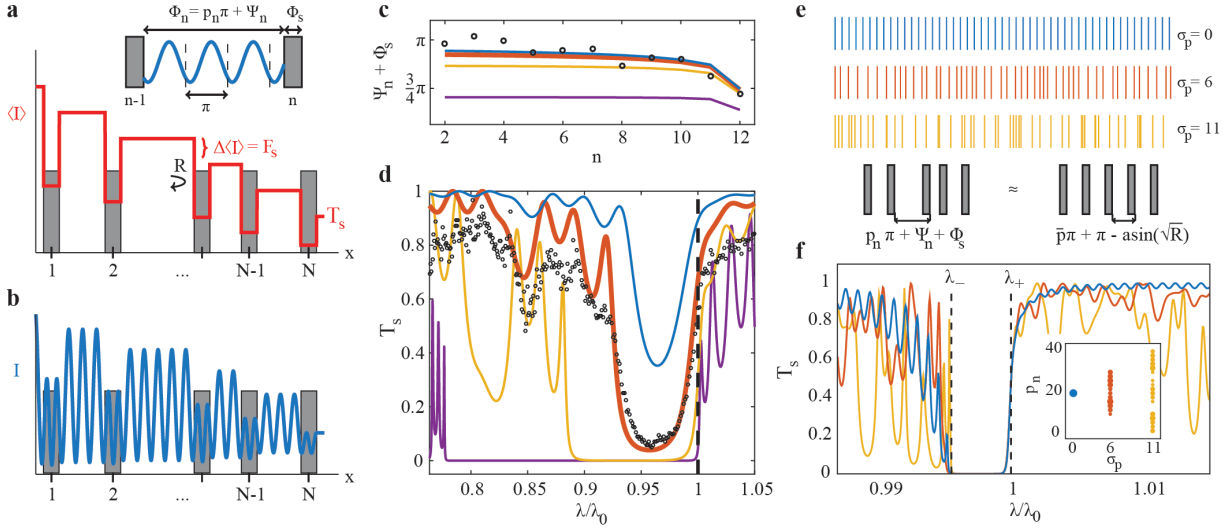 a
Φn = pnπ + Ψn
Φs
n-1
π
n
⟨I⟩
Δ⟨I⟩ = Fs
R
Ts
1
2
...
N-1
N
x
b
I
1
2
...
N-1
N
x
c
Ψn + Φs
π
3/4 π
2
4
6
8
10
12
n
d
Ts
1
0.8
0.6
0.4
0.2
0
0.8
0.85
0.9
0.95
1
1.05
λ/λ0
e
σp = 0
σp = 6
σp = 11
≈
pn π + Ψn + Φs
p̄π + π - asin(√R)
f
λ−
λ+
Ts
1
0.8
0.6
0.4
0.2
0
0.99
1
1.01
λ/λ0
pn
40
20
0
0
6
11
σp